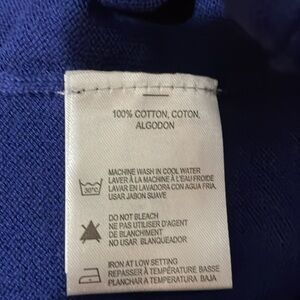 100% COTTON, COTON,
ALGODON
MACHINE WASH IN COOL WATER
LAVER À LA MACHINE À L'EAU FROIDE
LAVAR EN LAVADORA CON AGUA FRIA.
USAR JABON SUAVE
30°C
DO NOT BLEACH
NE PAS UTILISER D'AGENT
DE BLANCHIMENT
NO USAR BLANQUEADOR
IRON AT LOW SETTING
REPASSER À TEMPÉRATURE BASSE
PLANCHAR A TEMPERATURA BAJA